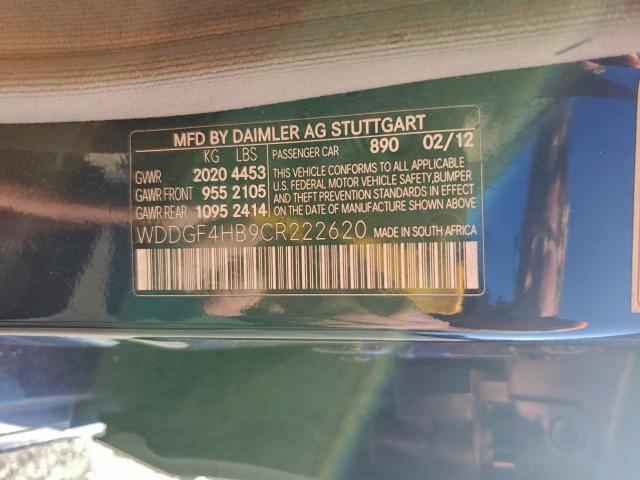 MFD BY DAIMLER AG STUTTGART
KG LBS PASSENGER CAR 890 02/12
GVWR 2020 4453
GAWR FRONT 955 2105
GAWR REAR 1095 2414
THIS VEHICLE CONFORMS TO ALL APPLICABLE
U.S. FEDERAL MOTOR VEHICLE SAFETY,BUMPER
AND THEFT PREVENTION STANDARDS IN EFFECT
ON THE DATE OF MANUFACTURE SHOWN ABOVE.
WDDGF4HB9CR222620 MADE IN SOUTH AFRICA